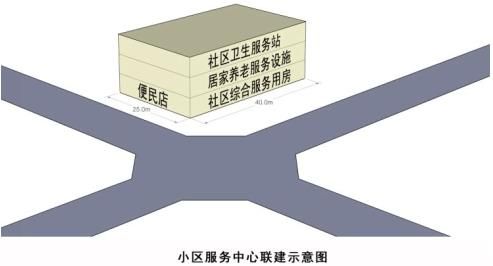 社区卫生服务站
居家养老服务设施
社区综合服务用房
便民店
25.0m
40.0m
小区服务中心联建示意图